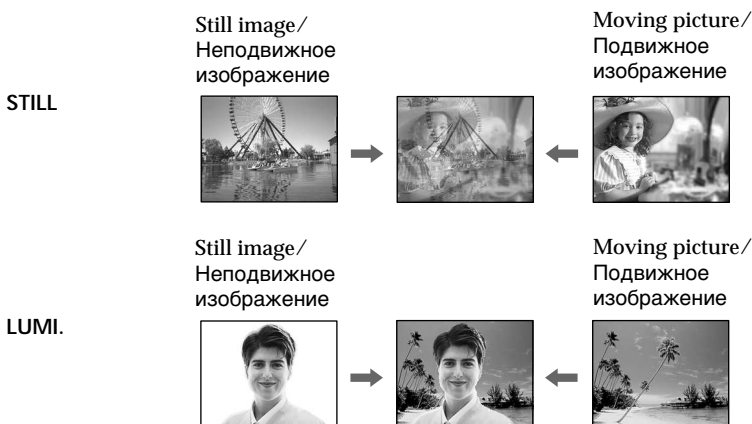 Still image/
Неподвижное
изображение
Moving picture/
Подвижное
изображение
STILL
Still image/
Неподвижное
изображение
Moving picture/
Подвижное
изображение
LUMI.